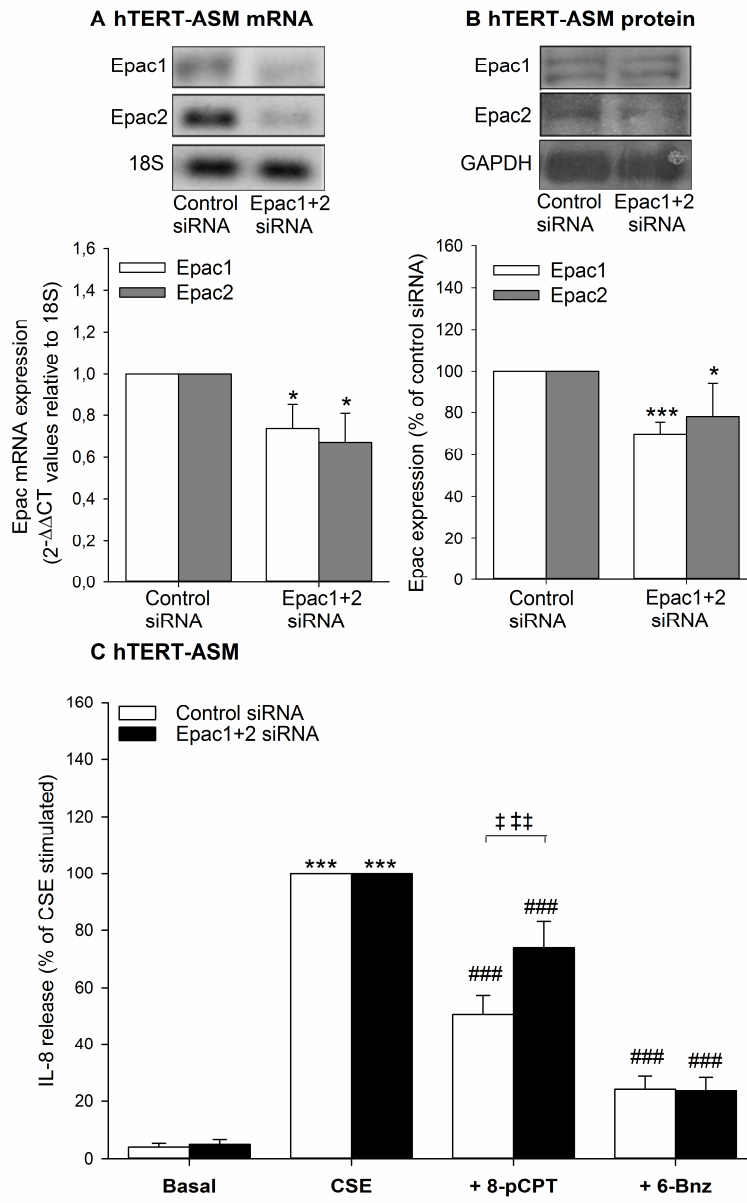 A hTERT-ASM mRNA
Epac1
Epac2
18S
Control siRNA
Epac1+2 siRNA
1,6
1,4
1,2
1,0
0,8
0,6
0,4
0,2
0,0
Epac mRNA expression
(2-ΔΔCT values relative to 18S)
Epac1
Epac2
*
*
Control siRNA
Epac1+2 siRNA
B hTERT-ASM protein
Epac1
Epac2
GAPDH
Control siRNA
Epac1+2 siRNA
160
140
120
100
80
60
40
20
0
Epac expression (% of control siRNA)
Epac1
Epac2
***
*
Control siRNA
Epac1+2 siRNA
C hTERT-ASM
160
140
120
100
80
60
40
20
0
IL-8 release (% of CSE stimulated)
Control siRNA
Epac1+2 siRNA
*** ***
‡ ‡‡
###
###
### ###
Basal CSE + 8-pCPT + 6-Bnz